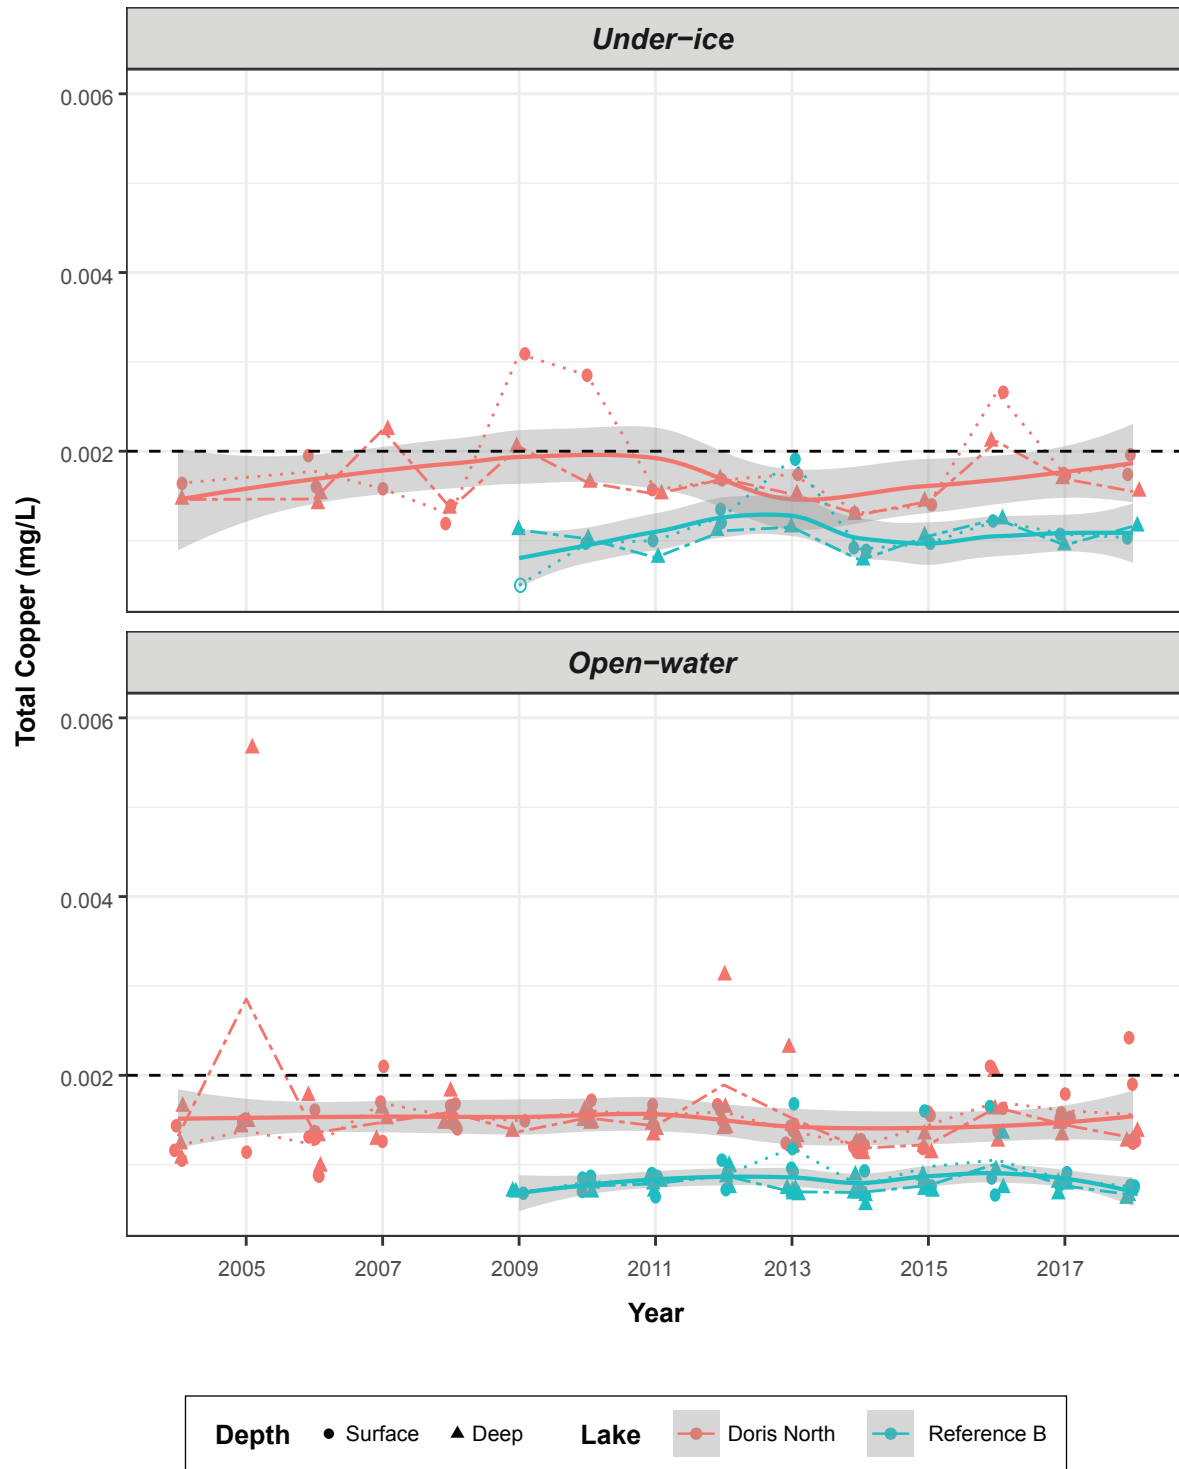 Under−ice
0.006
0.004
0.002
Total Copper (mg/L)
Open−water
0.006
0.004
0.002
2005 2007 2009 2011 2013 2015 2017
Year
Depth Surface Deep Lake Doris North Reference B